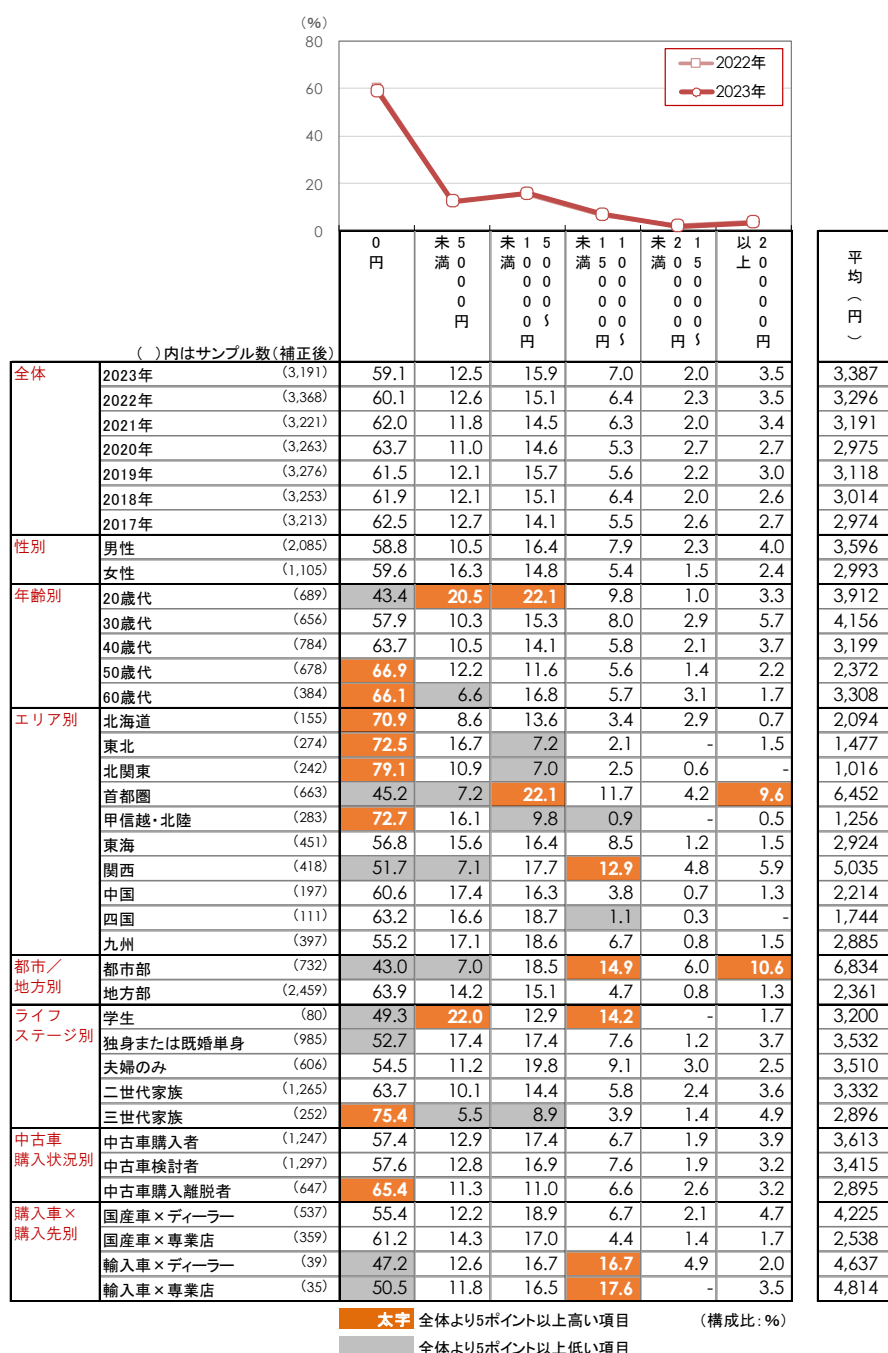 (%)
80
60
40
20
0
2022年
2023年
0円
5000円未満
5000～10000円未満
10000～15000円未満
15000～20000円未満
20000円以上
平均(円)
( )内はサンプル数(補正後)
全体 2023年 (3,191) 59.1 12.5 15.9 7.0 2.0 3.5 3,387
2022年 (3,368) 60.1 12.6 15.1 6.4 2.3 3.5 3,296
2021年 (3,221) 62.0 11.8 14.5 6.3 2.0 3.4 3,191
2020年 (3,263) 63.7 11.0 14.6 5.3 2.7 2.7 2,975
2019年 (3,276) 61.5 12.1 15.7 5.6 2.2 3.0 3,118
2018年 (3,253) 61.9 12.1 15.1 6.4 2.0 2.6 3,014
2017年 (3,213) 62.5 12.7 14.1 5.5 2.6 2.7 2,974
性別 男性 (2,085) 58.8 10.5 16.4 7.9 2.3 4.0 3,596
女性 (1,105) 59.6 16.3 14.8 5.4 1.5 2.4 2,993
年齢別 20歳代 (689) 43.4 20.5 22.1 9.8 1.0 3.3 3,912
30歳代 (656) 57.9 10.3 15.3 8.0 2.9 5.7 4,156
40歳代 (784) 63.7 10.5 14.1 5.8 2.1 3.7 3,199
50歳代 (678) 66.9 12.2 11.6 5.6 1.4 2.2 2,372
60歳代 (384) 66.1 6.6 16.8 5.7 3.1 1.7 3,308
エリア別 北海道 (155) 70.9 8.6 13.6 3.4 2.9 0.7 2,094
東北 (274) 72.5 16.7 7.2 2.1 - 1.5 1,477
北関東 (242) 79.1 10.9 7.0 2.5 0.6 - 1,016
首都圏 (663) 45.2 7.2 22.1 11.7 4.2 9.6 6,452
甲信越・北陸 (283) 72.7 16.1 9.8 0.9 - 0.5 1,256
東海 (451) 56.8 15.6 16.4 8.5 1.2 1.5 2,924
関西 (418) 51.7 7.1 17.7 12.9 4.8 5.9 5,035
中国 (197) 60.6 17.4 16.3 3.8 0.7 1.3 2,214
四国 (111) 63.2 16.6 18.7 1.1 0.3 - 1,744
九州 (397) 55.2 17.1 18.6 6.7 0.8 1.5 2,885
都市／地方別 都市部 (732) 43.0 7.0 18.5 14.9 6.0 10.6 6,834
地方部 (2,459) 63.9 14.2 15.1 4.7 0.8 1.3 2,361
ライフステージ別 学生 (80) 49.3 22.0 12.9 14.2 - 1.7 3,200
独身または既婚単身 (985) 52.7 17.4 17.4 7.6 1.2 3.7 3,532
夫婦のみ (606) 54.5 11.2 19.8 9.1 3.0 2.5 3,510
二世代家族 (1,265) 63.7 10.1 14.4 5.8 2.4 3.6 3,332
三世代家族 (252) 75.4 5.5 8.9 3.9 1.4 4.9 2,896
中古車購入状況別 中古車購入者 (1,247) 57.4 12.9 17.4 6.7 1.9 3.9 3,613
中古車検討者 (1,297) 57.6 12.8 16.9 7.6 1.9 3.2 3,415
中古車購入離脱者 (647) 65.4 11.3 11.0 6.6 2.6 3.2 2,895
購入車×購入先別 国産車×ディーラー (537) 55.4 12.2 18.9 6.7 2.1 4.7 4,225
国産車×専業店 (359) 61.2 14.3 17.0 4.4 1.4 1.7 2,538
輸入車×ディーラー (39) 47.2 12.6 16.7 16.7 4.9 2.0 4,637
輸入車×専業店 (35) 50.5 11.8 16.5 17.6 - 3.5 4,814
太字 全体より5ポイント以上高い項目 (構成比:%)
全体より5ポイント以上低い項目